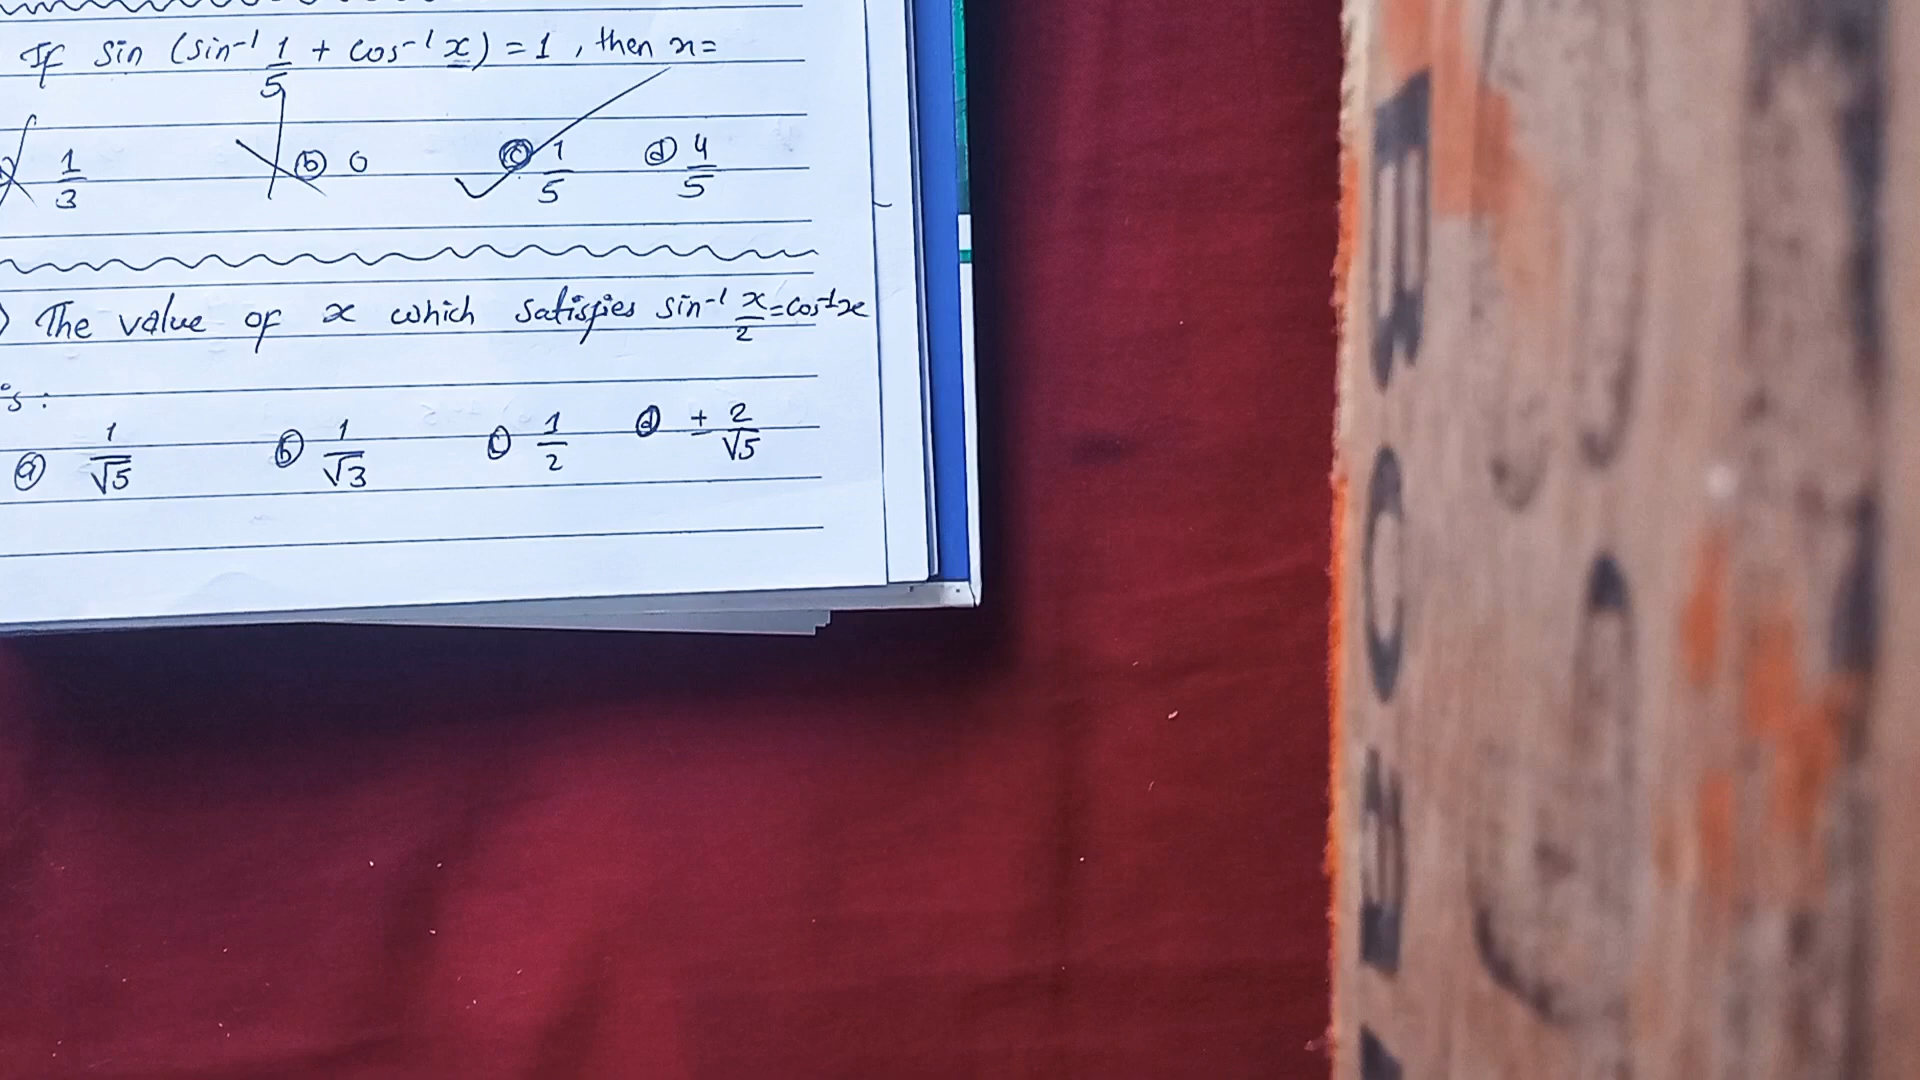 If sin (sin-1 1/5 + cos-1 x) = 1, then x=
1/3 (b) 0 (c) 1/5 (d) 4/5
The value of x which satisfies sin-1 x/2 = cos-1x
is:
(a) 1/√5 (b) 1/√3 (c) 1/2 (d) ± 2/√5